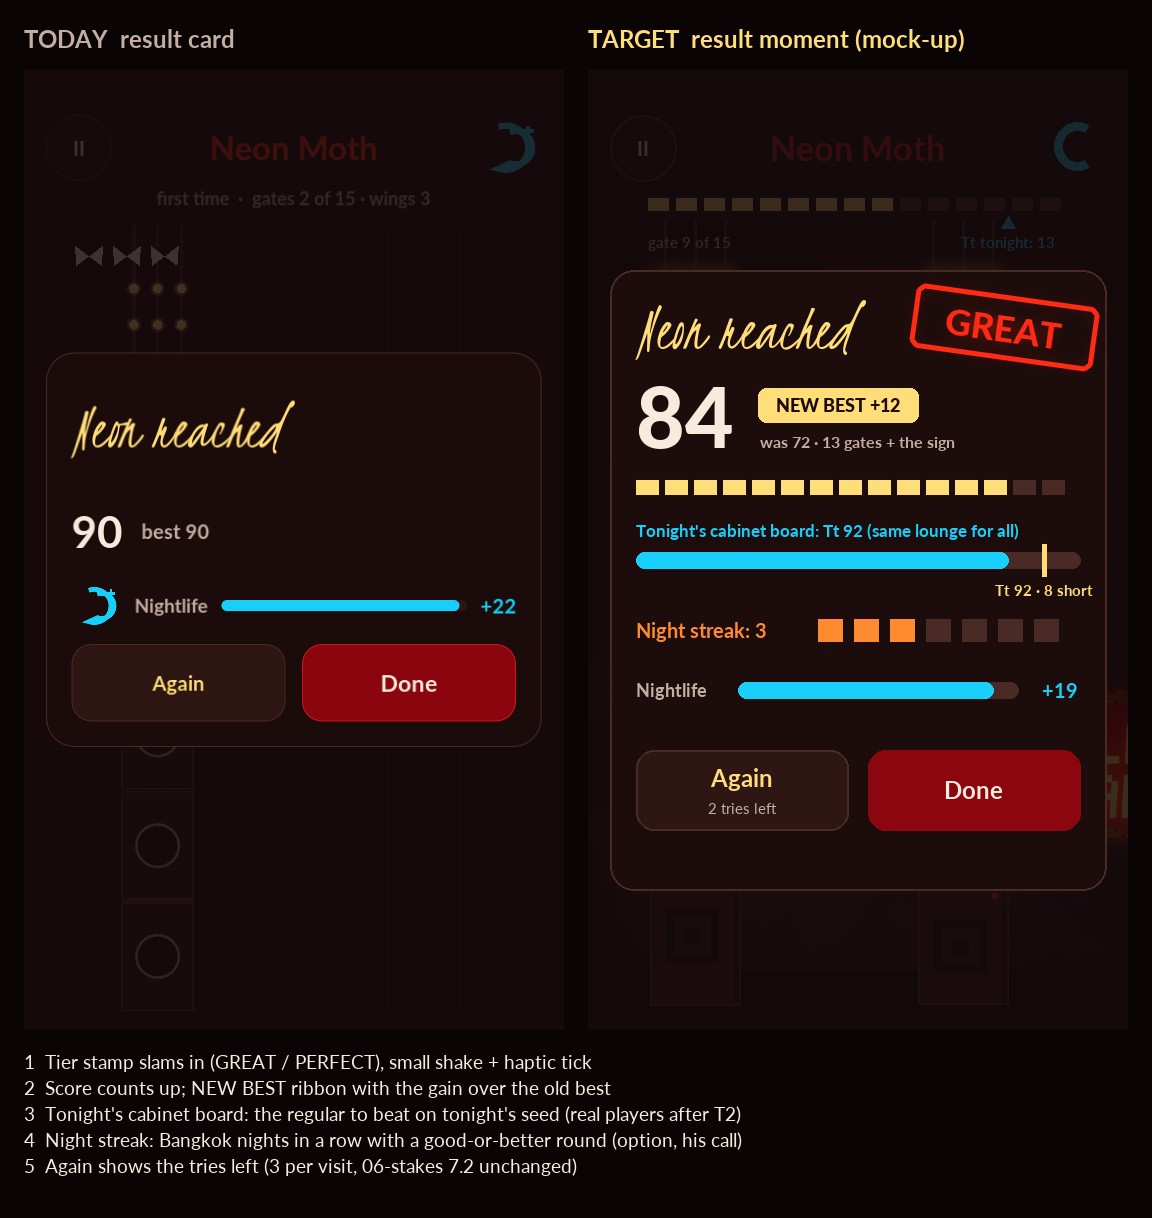 TODAY result card
Neon Moth
first time · gates 2 of 15 · wings 3
Neon reached
90 best 90
Nightlife +22
Again
Done
TARGET result moment (mock-up)
Neon Moth
gate 9 of 15
Tt tonight: 13
Neon reached
GREAT
84
NEW BEST +12
was 72 · 13 gates + the sign
Tonight's cabinet board: Tt 92 (same lounge for all)
Tt 92 · 8 short
Night streak: 3
Nightlife +19
Again
2 tries left
Done
1 Tier stamp slams in (GREAT / PERFECT), small shake + haptic tick
2 Score counts up; NEW BEST ribbon with the gain over the old best
3 Tonight's cabinet board: the regular to beat on tonight's seed (real players after T2)
4 Night streak: Bangkok nights in a row with a good-or-better round (option, his call)
5 Again shows the tries left (3 per visit, 06-stakes 7.2 unchanged)